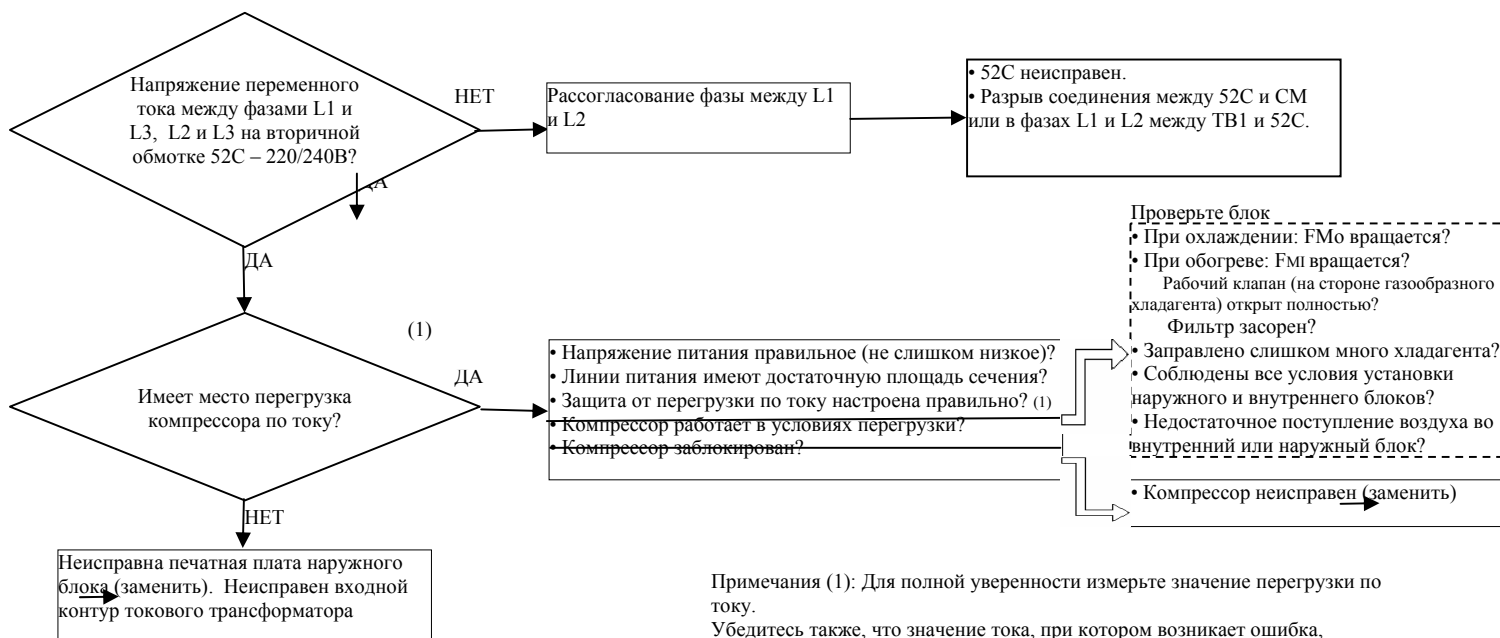 Напряжение переменного
тока между фазами L1 и
L3, L2 и L3 на вторичной
обмотке 52C – 220/240В?
НЕТ
ДА
Рассогласование фазы между L1
и L2
• 52C неисправен.
• Разрыв соединения между 52C и CM
или в фазах L1 и L2 между TB1 и 52C.
ДА
Имеет место перегрузка
компрессора по току?
(1)
ДА
• Напряжение питания правильное (не слишком низкое)?
• Линии питания имеют достаточную площадь сечения?
• Защита от перегрузки по току настроена правильно? (1)
• Компрессор работает в условиях перегрузки?
• Компрессор заблокирован?
Проверьте блок
• При охлаждении: FMo вращается?
• При обогреве: FMI вращается?
Рабочий клапан (на стороне газообразного
хладагента) открыт полностью?
Фильтр засорен?
• Заправлено слишком много хладагента?
• Соблюдены все условия установки
наружного и внутреннего блоков?
• Недостаточное поступление воздуха во
внутренний или наружный блок?
• Компрессор неисправен (заменить)
НЕТ
Неисправна печатная плата наружного
блока (заменить). Неисправен входной
контур токового трансформатора
Примечания (1): Для полной уверенности измерьте значение перегрузки по
току.
Убедитесь также, что значение тока, при котором возникает ошибка,